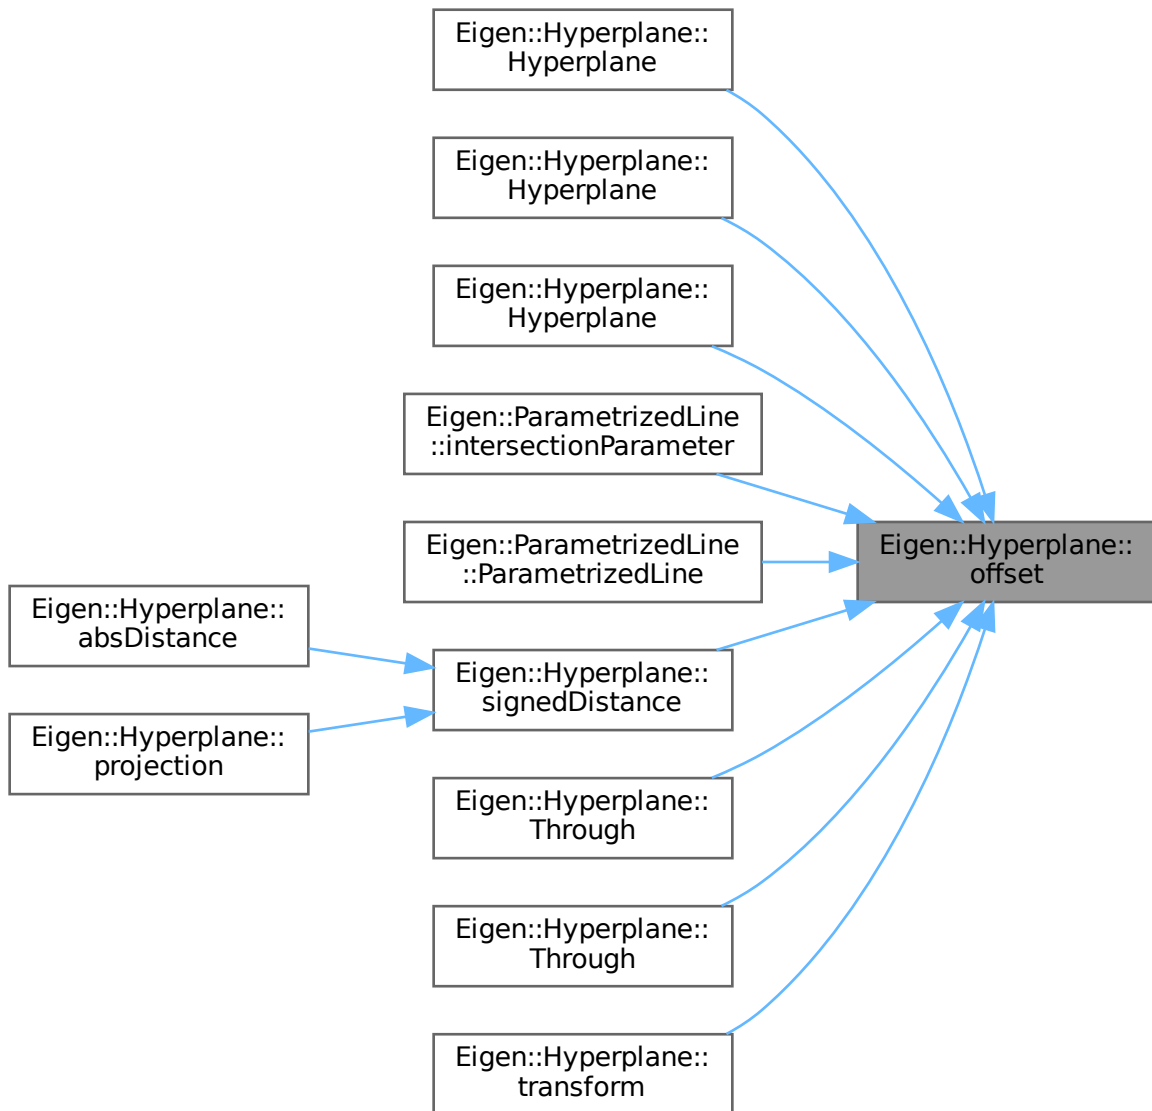 Eigen::Hyperplane::
Hyperplane
Eigen::Hyperplane::
Hyperplane
Eigen::Hyperplane::
Hyperplane
Eigen::ParametrizedLine
::intersectionParameter
Eigen::ParametrizedLine
::ParametrizedLine
Eigen::Hyperplane::
offset
Eigen::Hyperplane::
absDistance
Eigen::Hyperplane::
signedDistance
Eigen::Hyperplane::
projection
Eigen::Hyperplane::
Through
Eigen::Hyperplane::
Through
Eigen::Hyperplane::
transform